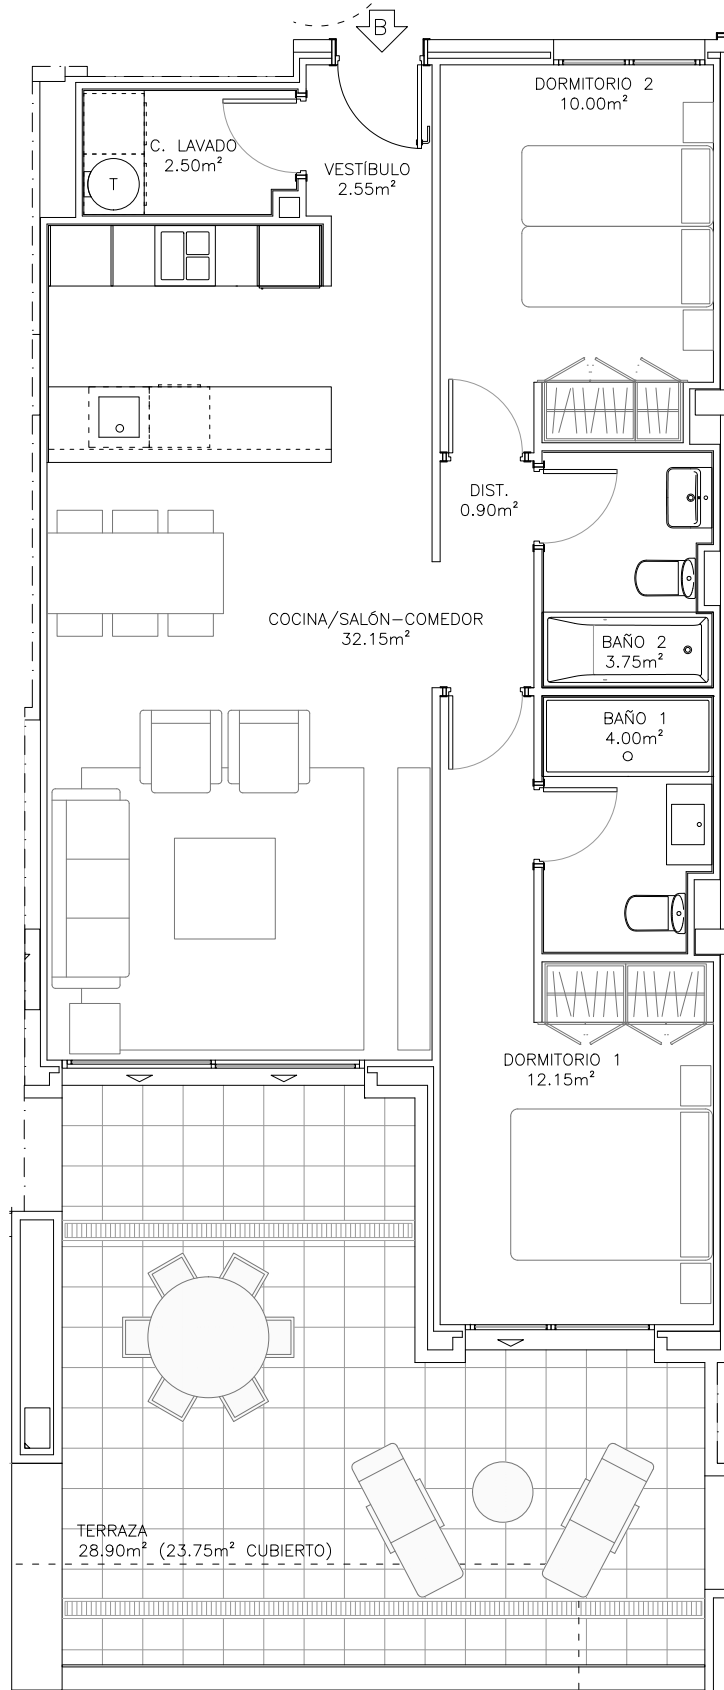 B
DORMITORIO 2
10.00m²
C. LAVADO
2.50m²
VESTÍBULO
2.55m²
T
DIST.
0.90m²
COCINA/SALÓN-COMEDOR
32.15m²
BAÑO 2
3.75m²
BAÑO 1
4.00m²
DORMITORIO 1
12.15m²
TERRAZA
28.90m² (23.75m² CUBIERTO)